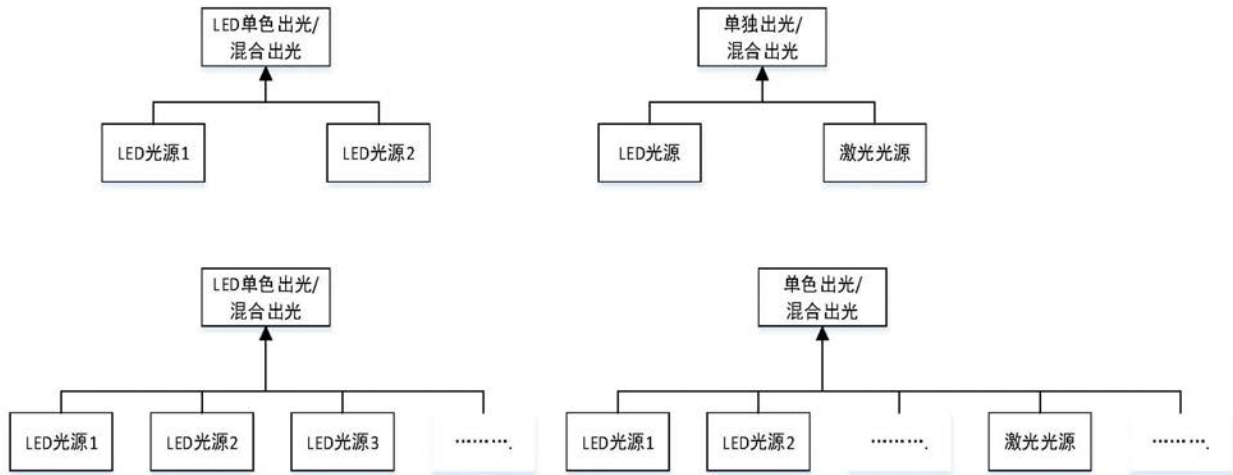 LED单色出光/
混合出光
LED光源1
LED光源2
单独出光/
混合出光
LED光源
激光光源
LED单色出光/
混合出光
LED光源1
LED光源2
LED光源3
……….
单色出光/
混合出光
LED光源1
LED光源2
……….
激光光源
……….